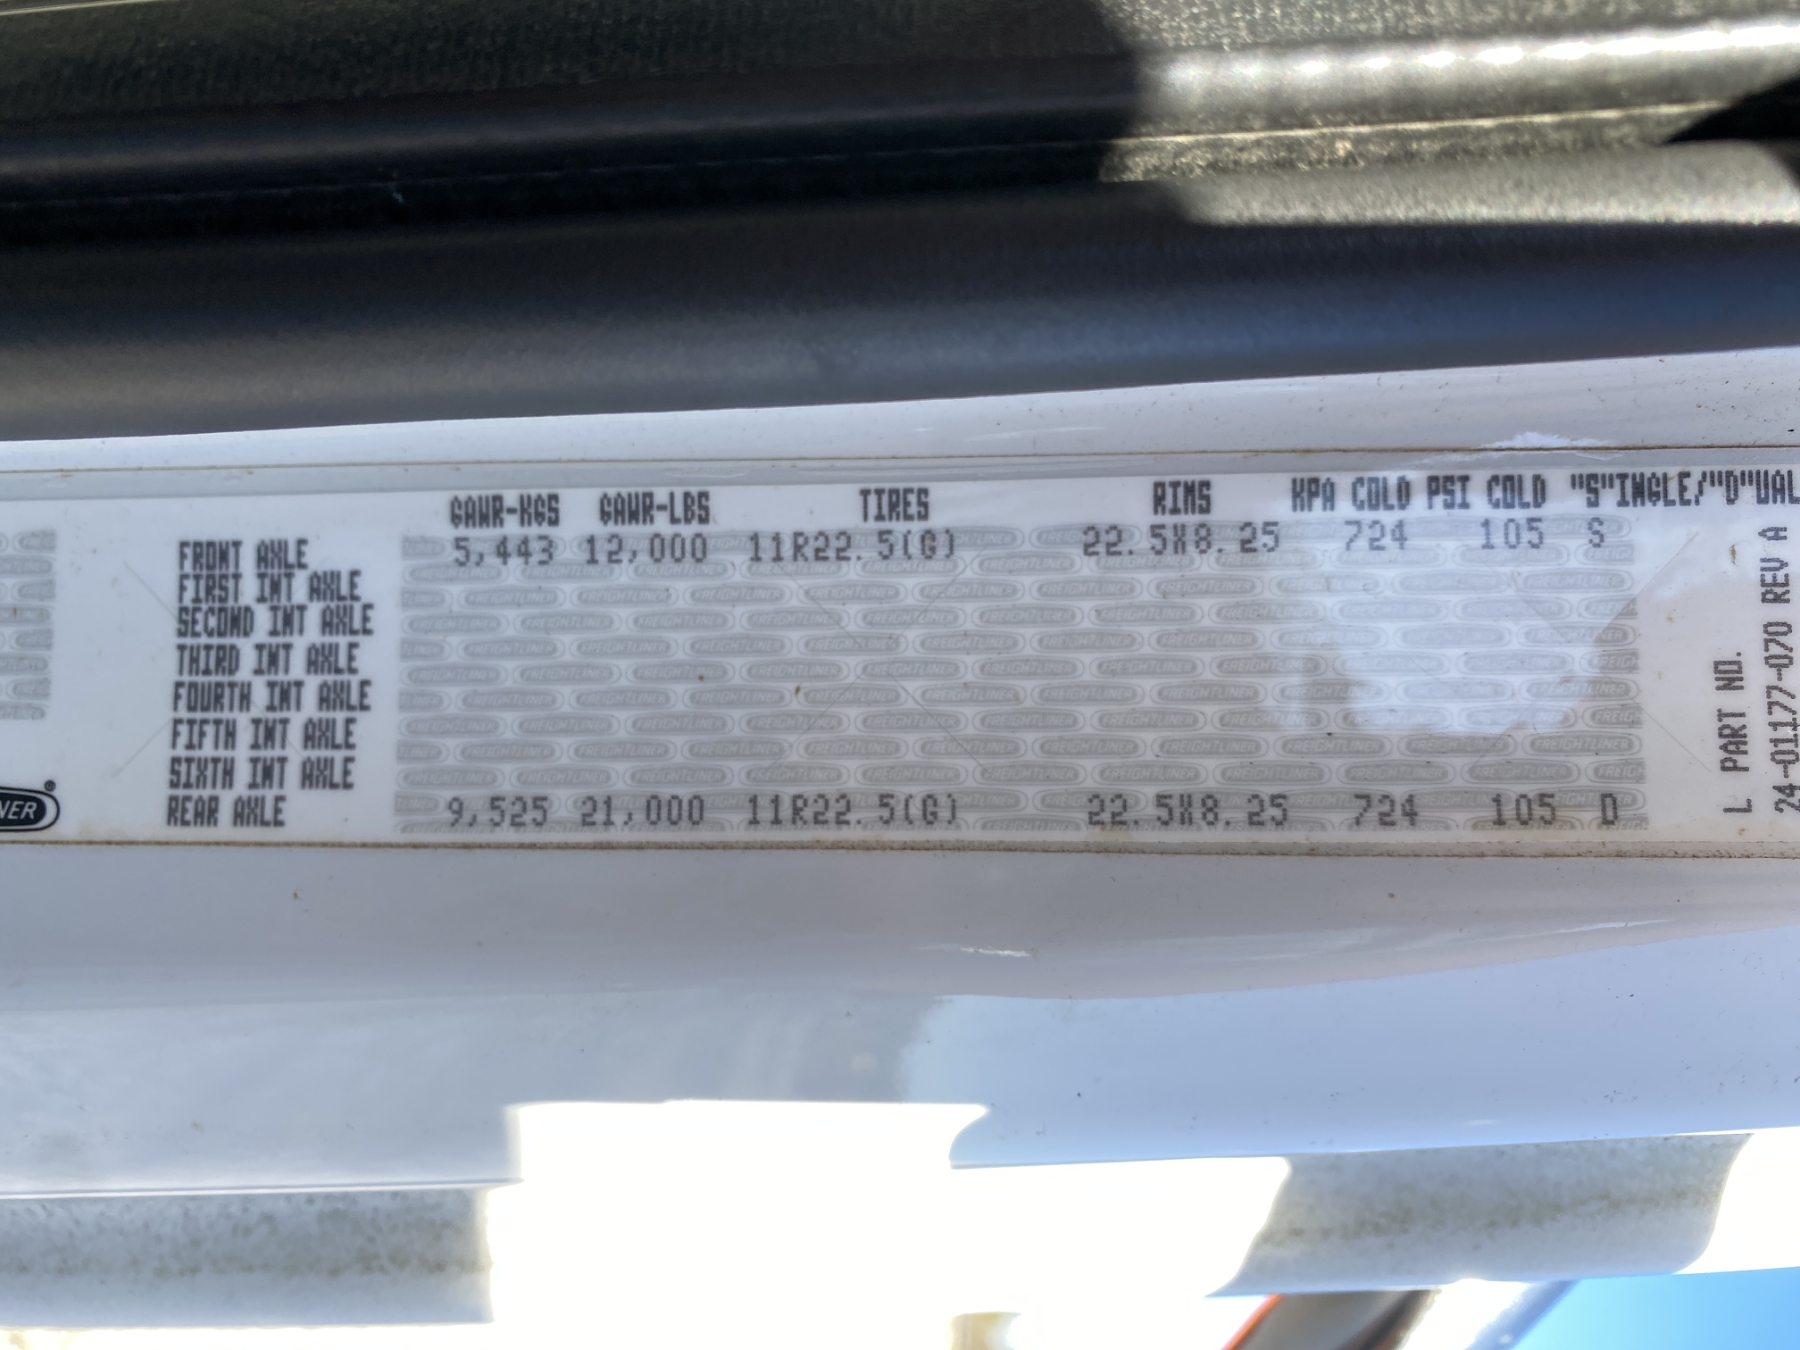 GAWR-KGS GAWR-LBS TIRES RIMS KPA COLD PSI COLD "S"INGLE/"D"UAL
FRONT AXLE 5,443 12,000 11R22.5(G) 22.5X8.25 724 105 S
FIRST INT AXLE
SECOND INT AXLE
THIRD INT AXLE
FOURTH INT AXLE
FIFTH INT AXLE
SIXTH INT AXLE
REAR AXLE 9,525 21,000 11R22.5(G) 22.5X8.25 724 105 D
L PART NO.
24-01177-070 REV A
FREIGHTLINER